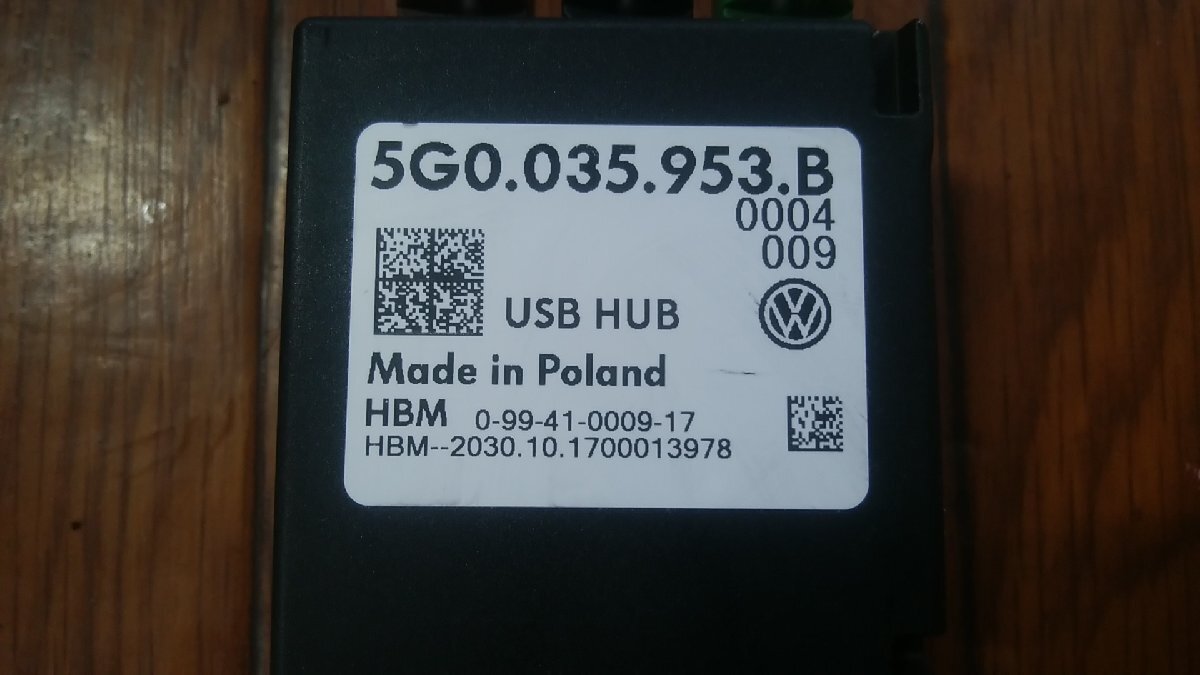 5G0.035.953.B
0004
009
USB HUB
Made in Poland
HBM 0-99-41-0009-17
HBM--2030.10.1700013978